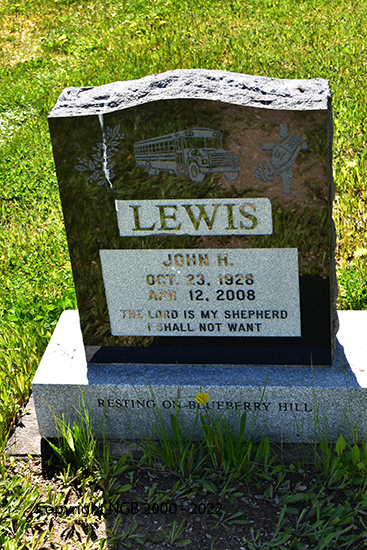 LEWIS
JOHN H.
OCT. 23, 1928
APR. 12, 2008
THE LORD IS MY SHEPHERD
I SHALL NOT WANT
RESTING ON BLUEBERRY HILL
Copyright NGB 2000 - 2022